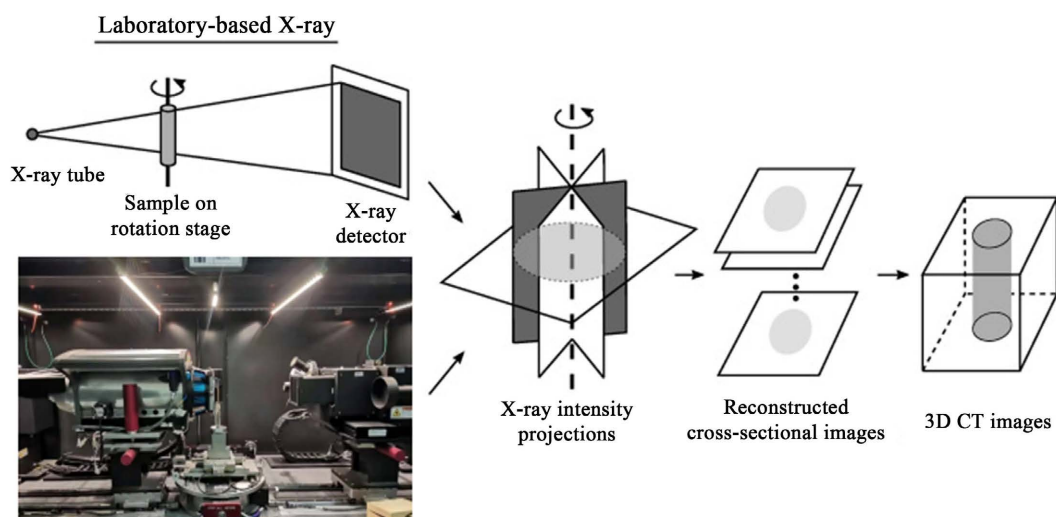 Laboratory-based X-ray
X-ray tube
Sample on
rotation stage
X-ray
detector
X-ray intensity
projections
Reconstructed
cross-sectional images
3D CT images